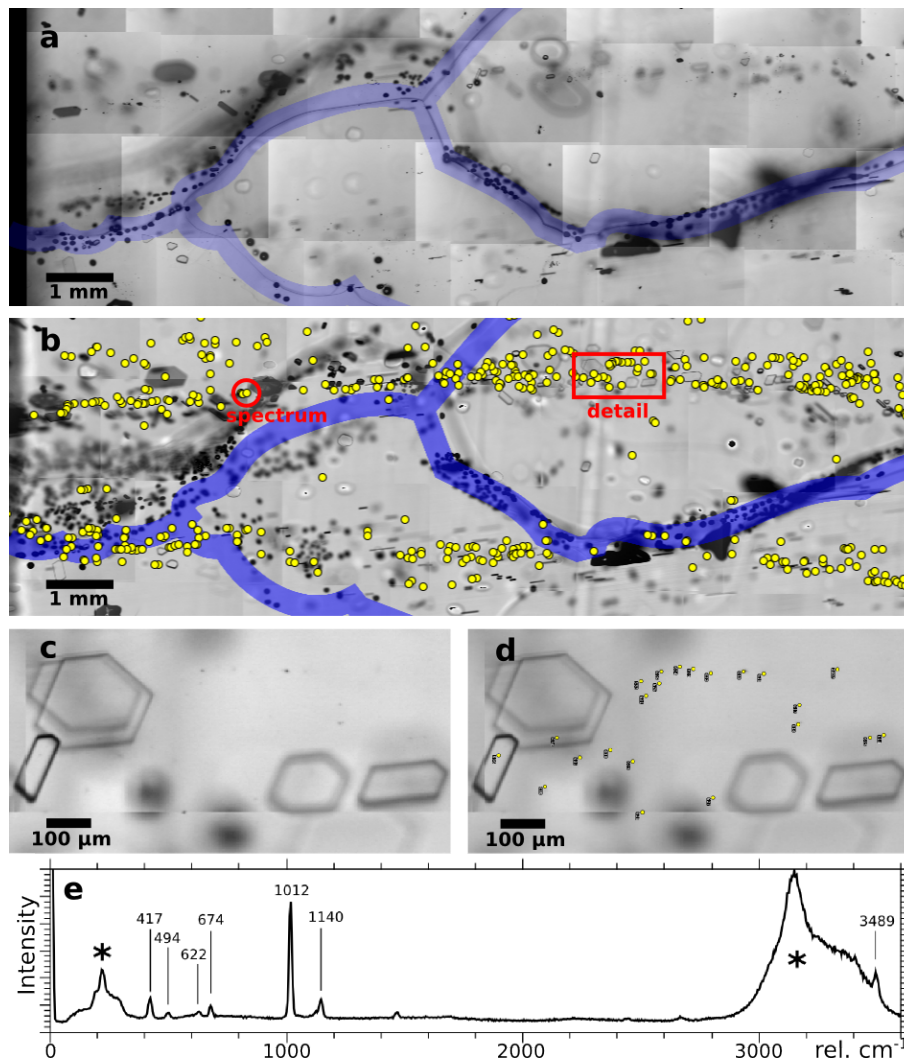 a
1 mm
b
spectrum
detail
1 mm
c
100 µm
d
100 µm
e
Intensity
417
494
622
674
1012
1140
3489
*
*
0
1000
2000
3000
rel. cm⁻¹